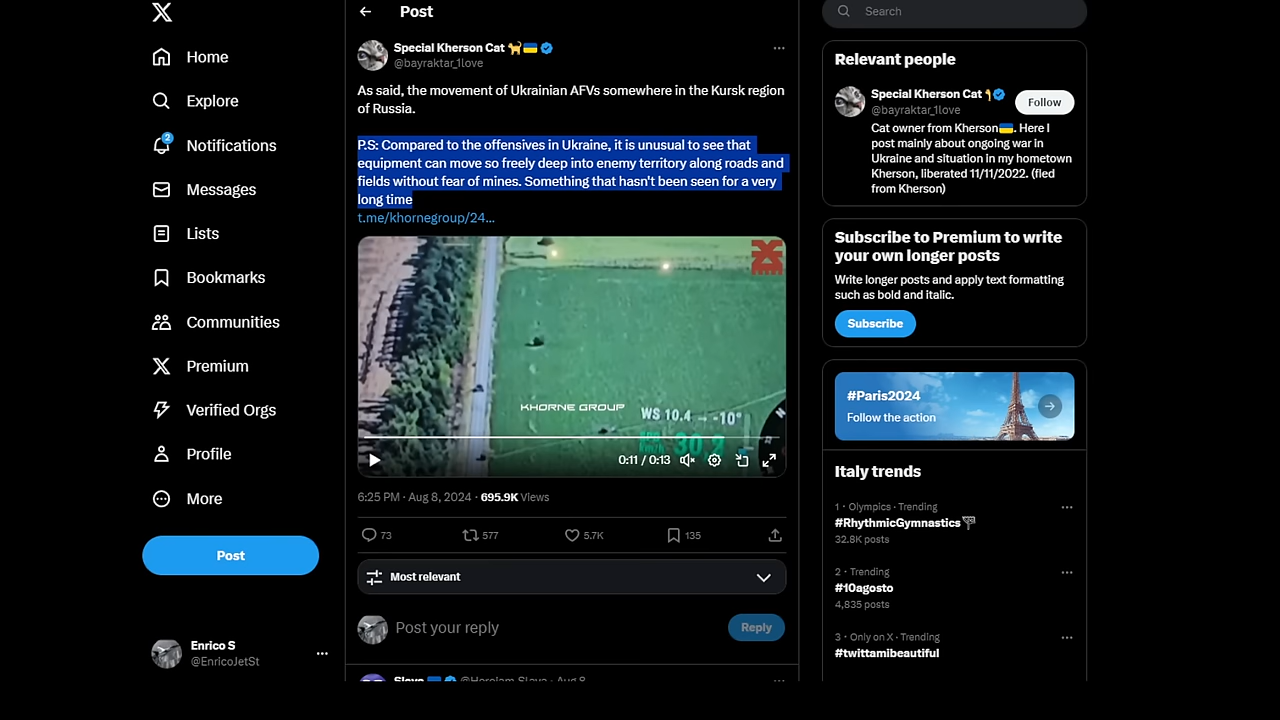 Home
Explore
2
Notifications
Messages
Lists
Bookmarks
Communities
Premium
Verified Orgs
Profile
More
Post
Enrico S
@EnricoJetSt
Post
Special Kherson Cat
@bayraktar_1love
As said, the movement of Ukrainian AFVs somewhere in the Kursk region
of Russia.
P.S: Compared to the offensives in Ukraine, it is unusual to see that
equipment can move so freely deep into enemy territory along roads and
fields without fear of mines. Something that hasn't been seen for a very
long time
t.me/khornegroup/24...
KHORNE GROUP
WS 10.4 → -10°
N
30,9
0:11 / 0:13
6:25 PM · Aug 8, 2024 · 695.9K Views
73
577
5.7K
135
Most relevant
Post your reply
Reply
Slava
@Heroiam_Slava · Aug 8
Search
Relevant people
Special Kherson Cat
@bayraktar_1love
Follow
Cat owner from Kherson. Here I
post mainly about ongoing war in
Ukraine and situation in my hometown
Kherson, liberated 11/11/2022. (fled
from Kherson)
Subscribe to Premium to write
your own longer posts
Write longer posts and apply text formatting
such as bold and italic.
Subscribe
#Paris2024
Follow the action
Italy trends
1 · Olympics · Trending
#RhythmicGymnastics
32.8K posts
2 · Trending
#10agosto
4,835 posts
3 · Only on X · Trending
#twittamibeautiful